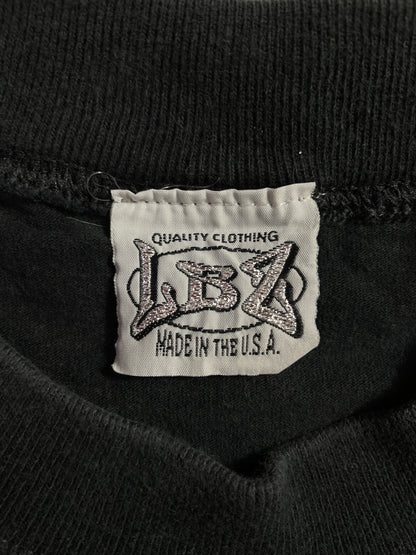 QUALITY CLOTHING
LBZ
MADE IN THE U.S.A.